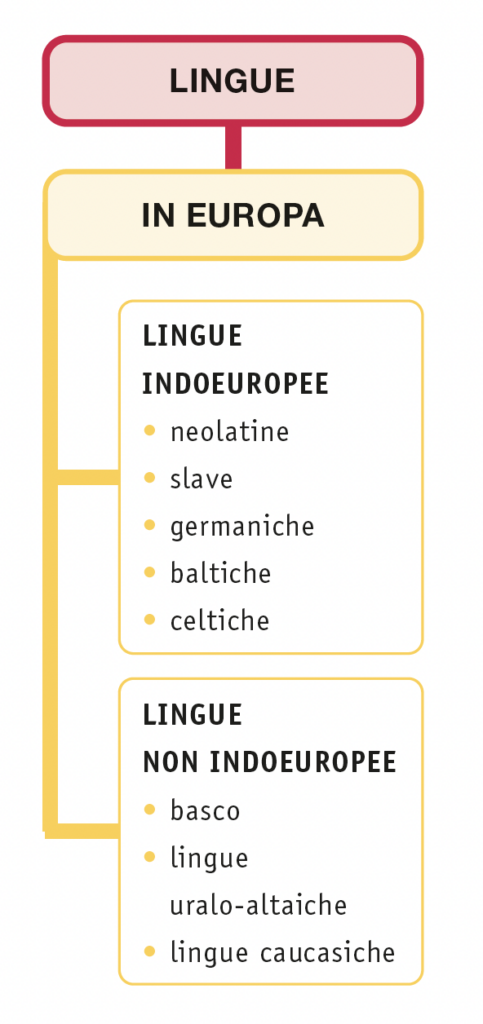 LINGUE
IN EUROPA
LINGUE
INDOEUROPEE
• neolatine
• slave
• germaniche
• baltiche
• celtiche
LINGUE
NON INDOEUROPEE
• basco
• lingue
uralo-altaiche
• lingue caucasiche